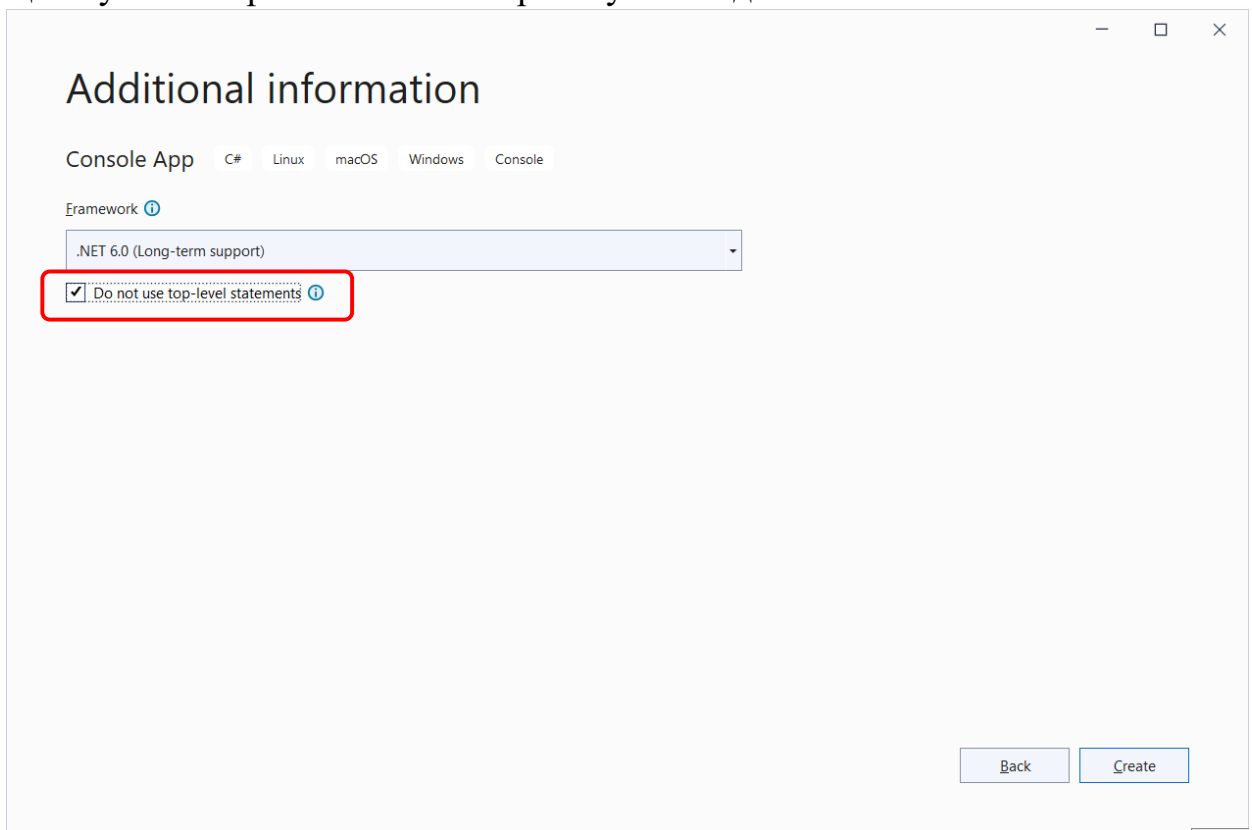 Additional information
Console App C# Linux macOS Windows Console
Framework
.NET 6.0 (Long-term support)
Do not use top-level statements
Back Create